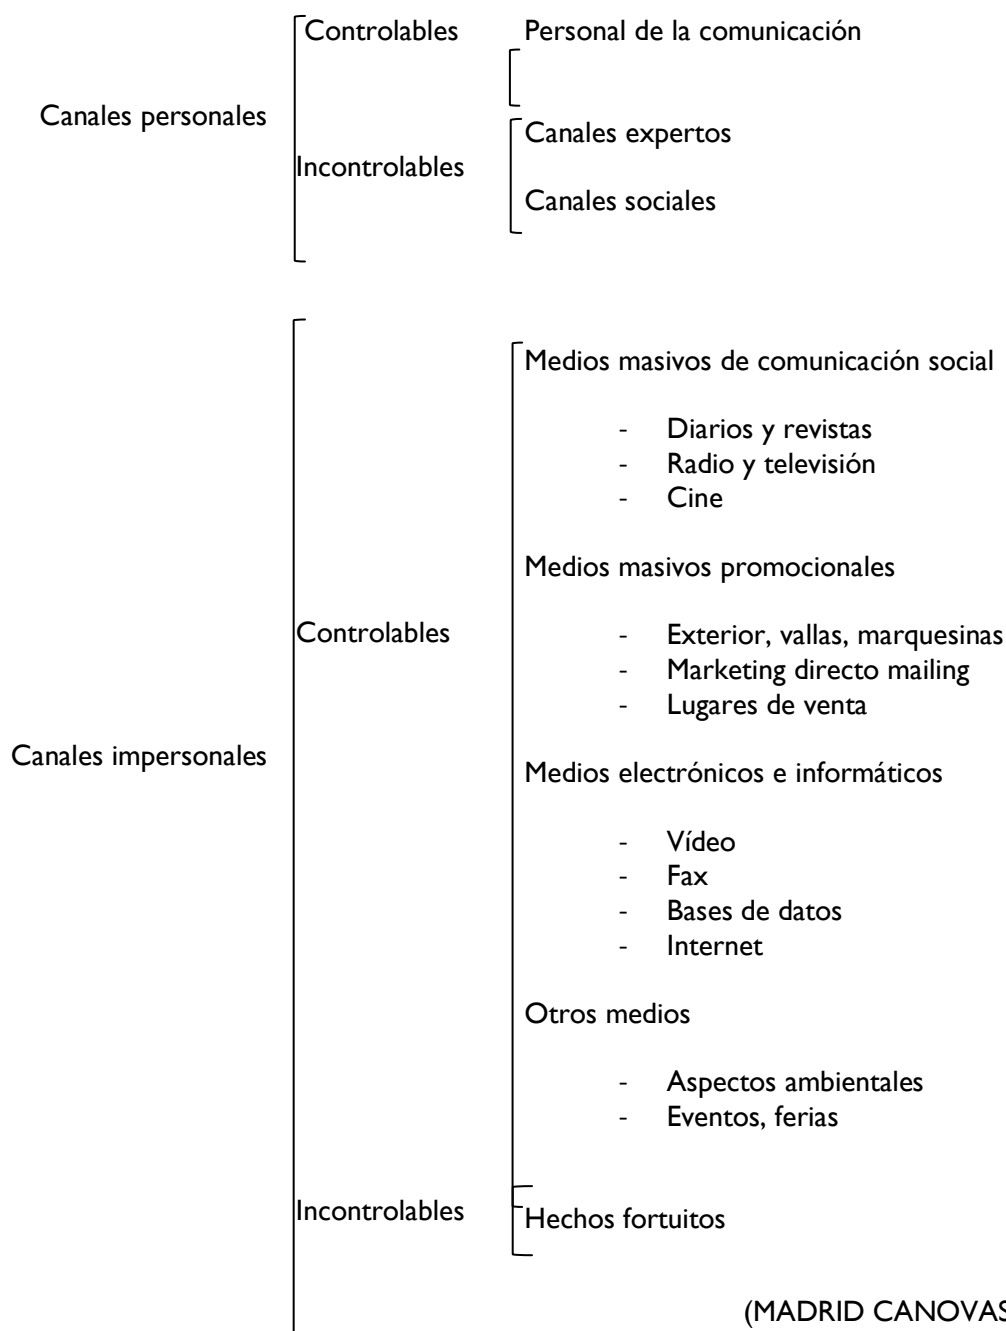 Controlables Personal de la comunicación
Canales personales
Canales expertos
Incontrolables
Canales sociales
Medios masivos de comunicación social
- Diarios y revistas
- Radio y televisión
- Cine
Medios masivos promocionales
Controlables
- Exterior, vallas, marquesinas
- Marketing directo mailing
- Lugares de venta
Canales impersonales
Medios electrónicos e informáticos
- Vídeo
- Fax
- Bases de datos
- Internet
Otros medios
- Aspectos ambientales
- Eventos, ferias
Incontrolables
Hechos fortuitos
(MADRID CANOVAS